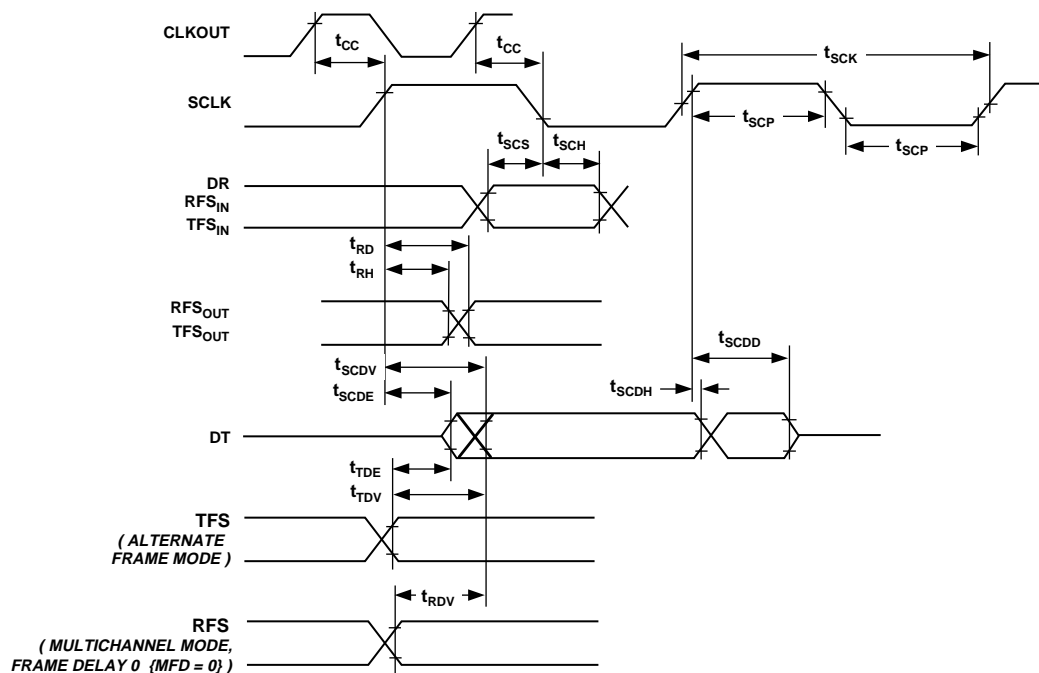 CLKOUT
tCC
tCC
tSCK
SCLK
tSCP
tSCP
tSCS
tSCH
DR
RFSIN
TFSIN
tRD
tRH
RFSOUT
TFSOUT
tSCDD
tSCDV
tSCDE
tSCDH
DT
tTDE
tTDV
TFS
( ALTERNATE
FRAME MODE )
tRDV
RFS
( MULTICHANNEL MODE,
FRAME DELAY 0 {MFD = 0} )